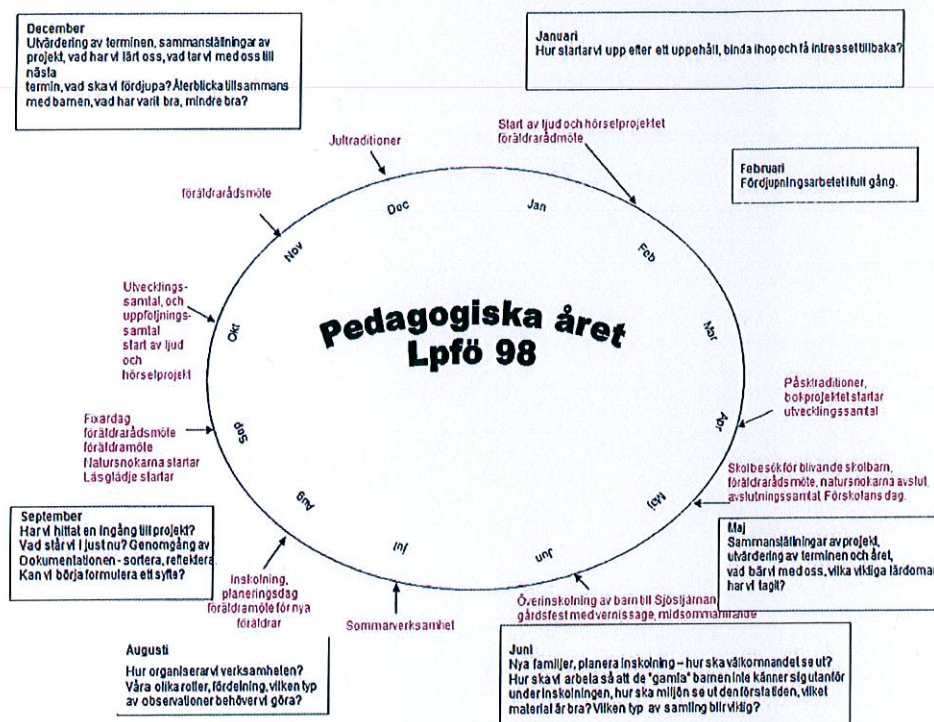 December
Utvärdering av terminen, sammanställningar av
projekt, vad har vi lärt oss, vad tar vi med oss till
nästa
termin, vad ska vi fördjupa? Återblicka tillsammans
med barnen, vad har varit bra, mindre bra?
Januari
Hur startar vi upp efter ett uppehåll, binda ihop och få intresset tillbaka?
Jultraditioner
Start av ljud och hörselprojektet
föräldrarådmöte
Februari
Fördjupningsarbetet i full gång.
föräldrarådsmöte
Dec
Jan
Nov
Feb
Utvecklings-
samtal, och
uppföljnings-
samtal
start av ljud
och
hörselprojekt
Okt
Mar
Pedagogiska året
Lpfö 98
Påsktraditioner,
bokprojektet startar
utvecklingssamtal
Fixardag
föräldrarådsmöte
föräldramöte
Natursnokarna startar
Läsglädje startar
Sep
Apr
Skolbesök för blivande skolbarn,
föräldraråds möte, natursnokarna avslut,
avslutningssamtal. Förskolans dag.
Aug
Maj
September
Har vi hittat en ingång till projekt?
Vad står vi i just nu? Genomgång av
Dokumentationen - sortera, reflektera.
Kan vi börja formulera ett syfte?
Maj
Sammanställningar av projekt,
utvärdering av terminen och året,
vad bär vi med oss, vilka viktiga lärdomar
har vi tagit?
Jul
Jun
Inskolning,
planeringsdag
föräldramöte för nya
föräldrar
Sommarverksamhet
Överinskolning av barn till Sjöstjärnan
gårdsfest med vernissage, midsommarfirande
Augusti
Hur organiserar vi verksamheten?
Våra olika roller, fördelning, vilken typ
av observationer behöver vi göra?
Juni
Nya familjer, planera inskolning – hur ska välkomnandet se ut?
Hur ska vi arbeta så att de "gamla" barnen inte känner sig utanför
under inskolningen, hur ska miljön se ut den första tiden, vilket
material är bra? Vilken typ av samling blir viktig?